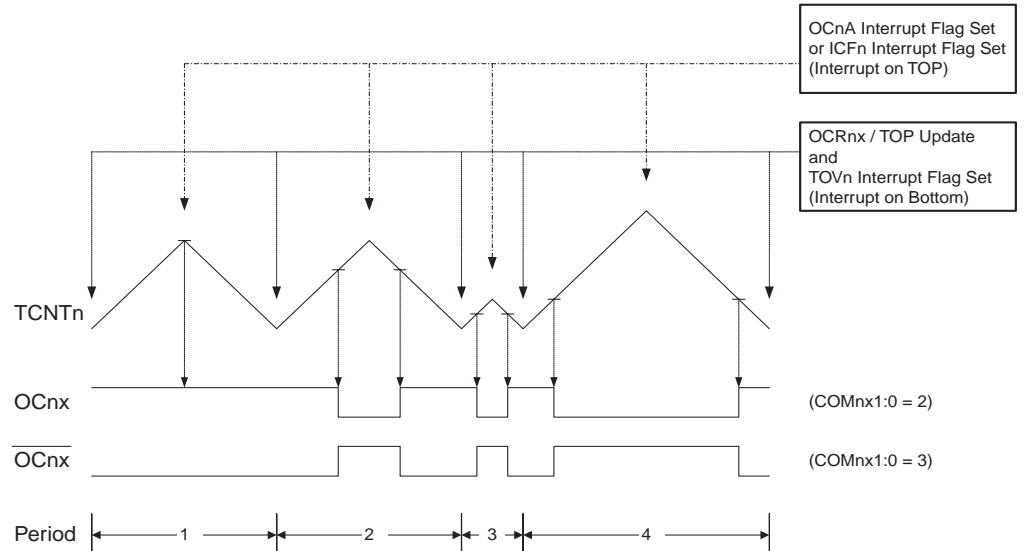 OCnA Interrupt Flag Set
or ICFn Interrupt Flag Set
(Interrupt on TOP)
OCRnx / TOP Update
and
TOVn Interrupt Flag Set
(Interrupt on Bottom)
TCNTn
OCnx
(COMnx1:0 = 2)
OCnx
(COMnx1:0 = 3)
Period 1 2 3 4